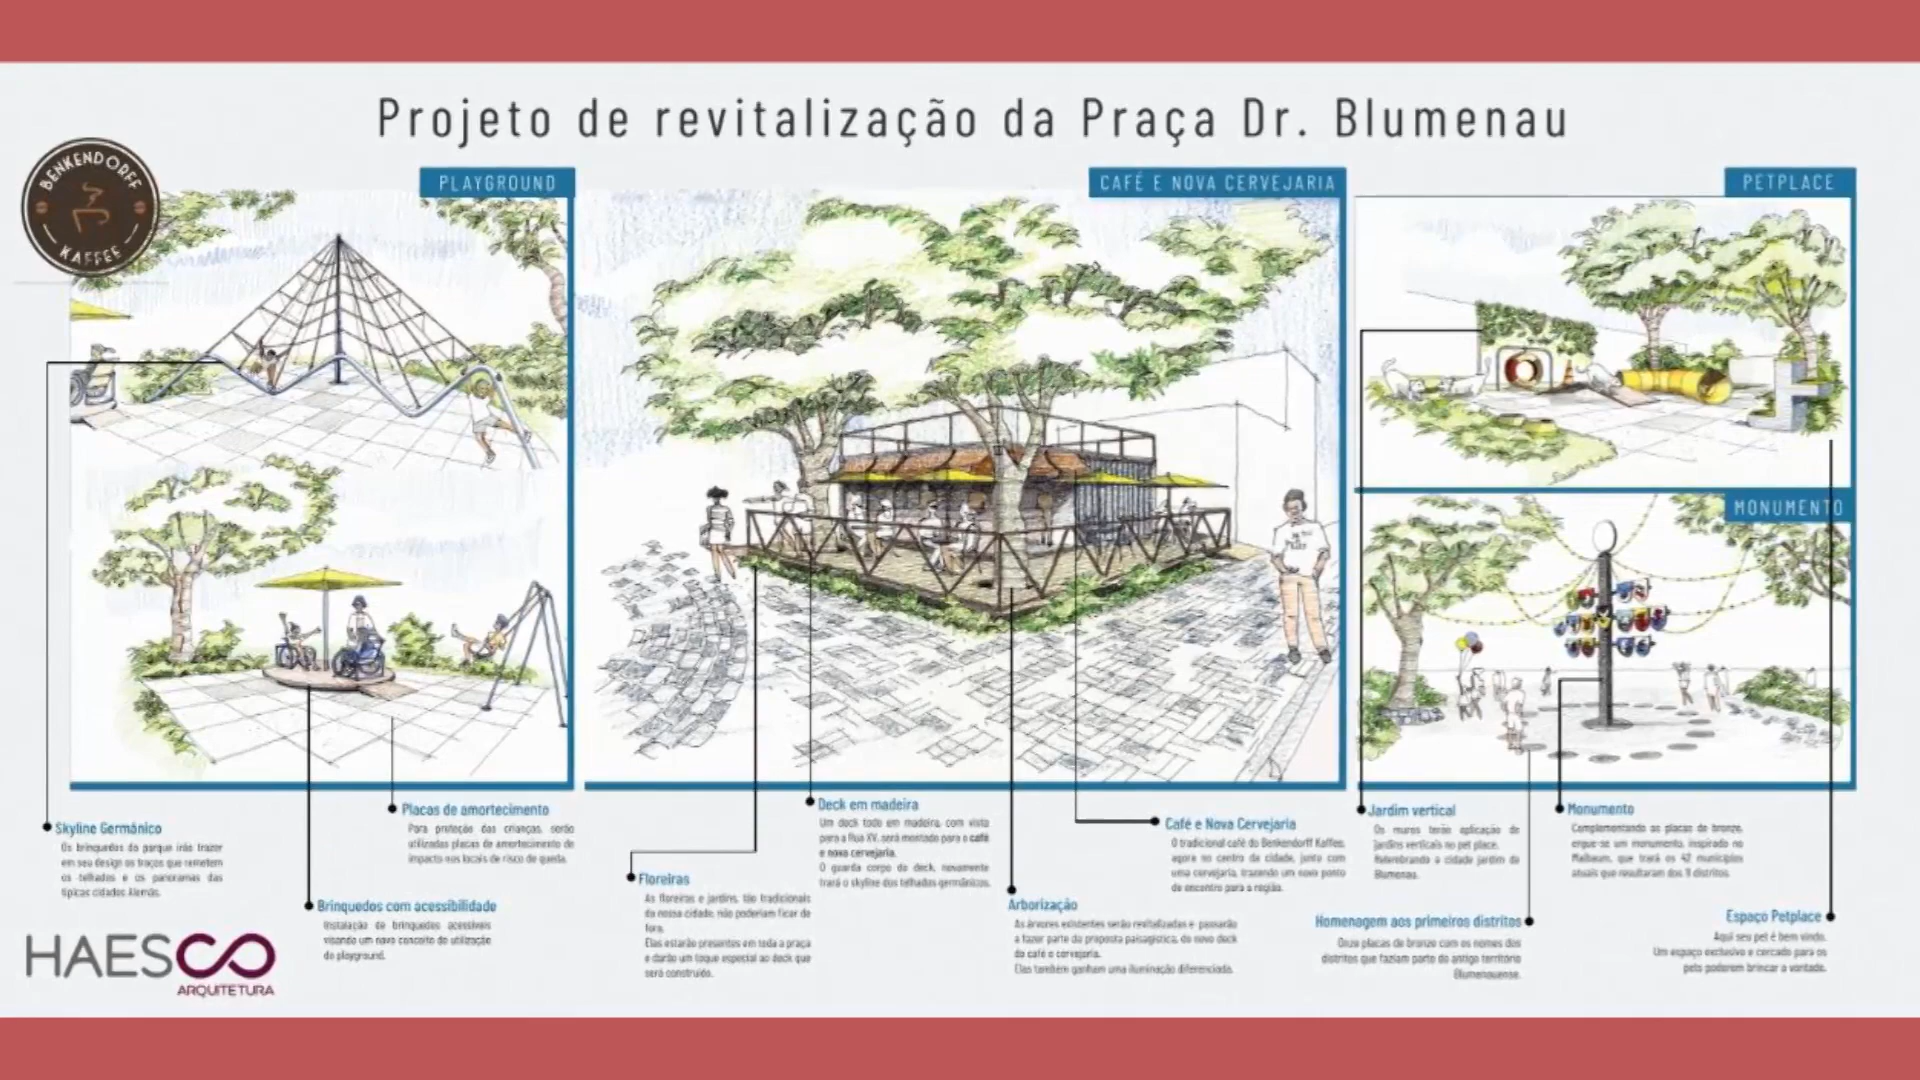 Projeto de revitalização da Praça Dr. Blumenau
BENKENDORFF
KAFFEE
PLAYGROUND
CAFÉ E NOVA CERVEJARIA
PETPLACE
MONUMENTO
Skyline Germânico
Os brinquedos do parque irão trazer
em seu design os traços que remetem
os telhados e os panoramas das
típicas cidades Alemãs.
Placas de amortecimento
Para proteção das crianças, serão
utilizadas placas de amortecimento de
impacto nos locais de risco de queda.
Brinquedos com acessibilidade
Instalação de brinquedos acessíveis
visando um novo conceito de utilização
do playground.
Floreiras
As floreiras e jardins, tão tradicionais
da nossa cidade, não poderiam ficar de
fora.
Elas estarão presentes em toda a praça
e darão um toque especial ao deck que
será construído.
Deck em madeira
Um deck todo em madeira, com vista
para a Rua XV, será montado para o café
e nova cervejaria.
O guarda corpo do deck, novamente
trará o skyline dos telhados germânicos.
Arborização
As árvores existentes serão revitalizadas e passarão
a fazer parte da proposta paisagística, do novo deck
do café e cervejaria.
Elas também ganham uma iluminação diferenciada.
Café e Nova Cervejaria
O tradicional café do Benkendorff Kaffee,
agora no centro da cidade, junto com
uma cervejaria, trazendo um novo ponto
de encontro para a região.
Jardim vertical
Os muros terão aplicação de
jardins verticais no pet place.
Relembrando a cidade jardim de
Blumenau.
Homenagem aos primeiros distritos
Onze placas de bronze com os nomes dos
distritos que faziam parte do antigo território
Blumenauense.
Monumento
Complementando as placas de bronze,
ergue-se um monumento, inspirado no
Maibaum, que trará os 42 municípios
atuais que resultaram dos 11 distritos.
Espaço Petplace
Aqui seu pet é bem vindo.
Um espaço exclusivo e cercado para os
pets poderem brincar a vontade.
HAESCO
ARQUITETURA